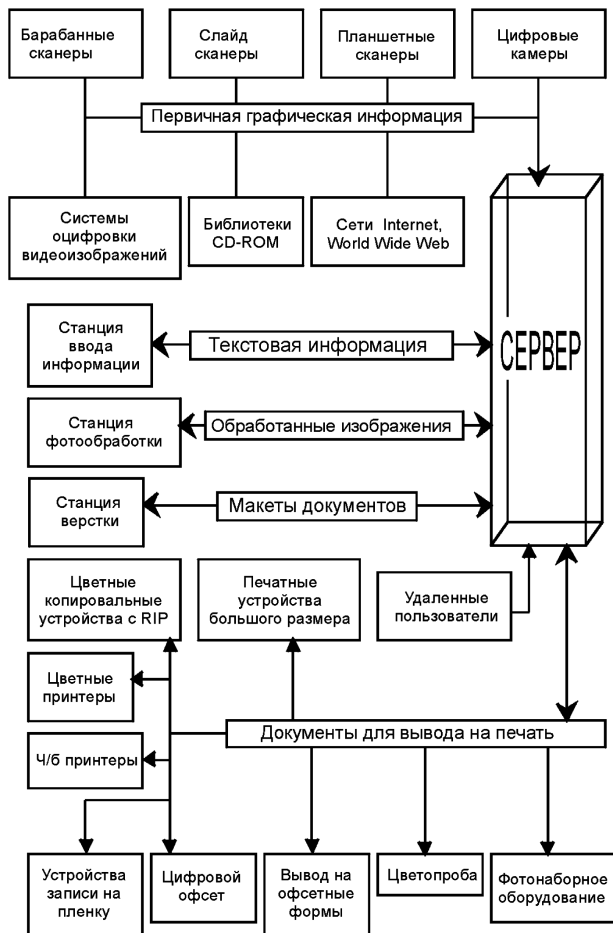 Барабанные
сканеры
Слайд
сканеры
Планшетные
сканеры
Цифровые
камеры
Первичная графическая информация
Системы
оцифровки
видеоизображений
Библиотеки
CD-ROM
Сети Internet,
World Wide Web
Станция
ввода
информации
Текстовая информация
СЕРВЕР
Станция
фотообработки
Обработанные изображения
Станция
верстки
Макеты документов
Цветные
копировальные
устройства с RIP
Печатные
устройства
большого размера
Удаленные
пользователи
Цветные
принтеры
Документы для вывода на печать
Ч/б принтеры
Устройства
записи на
пленку
Цифровой
офсет
Вывод на
офсетные
формы
Цветопроба
Фотонаборное
оборудование